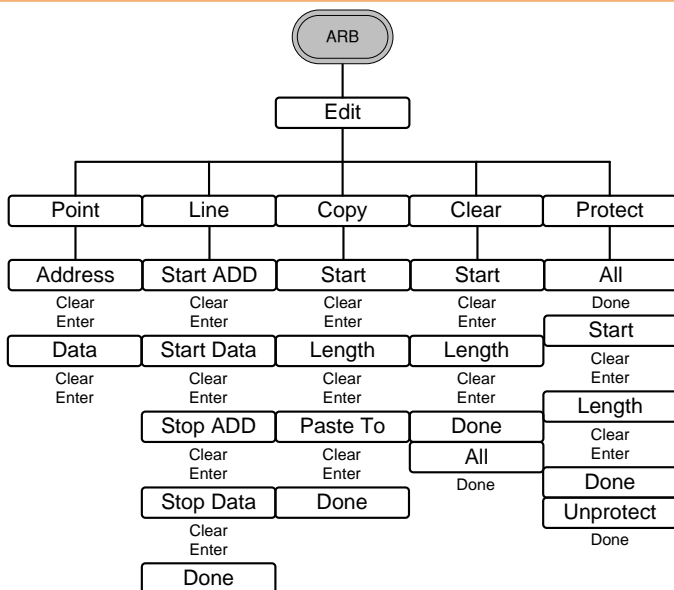 ARB
Edit
Point
Line
Copy
Clear
Protect
Address
Clear
Enter
Data
Clear
Enter
Start ADD
Clear
Enter
Start Data
Clear
Enter
Stop ADD
Clear
Enter
Stop Data
Clear
Enter
Done
Start
Clear
Enter
Length
Clear
Enter
Paste To
Clear
Enter
Done
Start
Clear
Enter
Length
Clear
Enter
Done
All
Done
All
Done
Start
Clear
Enter
Length
Clear
Enter
Done
Unprotect
Done